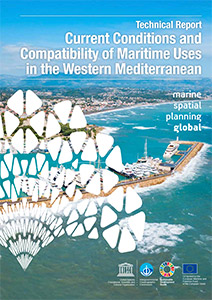 Technical Report
Current Conditions and
Compatibility of Maritime Uses
in the Western Mediterranean
marine
spatial
planning
global